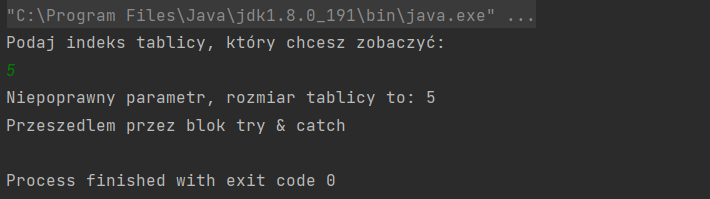 "C:\Program Files\Java\jdk1.8.0_191\bin\java.exe" ...
Podaj indeks tablicy, który chcesz zobaczyć:
5
Niepoprawny parametr, rozmiar tablicy to: 5
Przeszedlem przez blok try & catch
Process finished with exit code 0